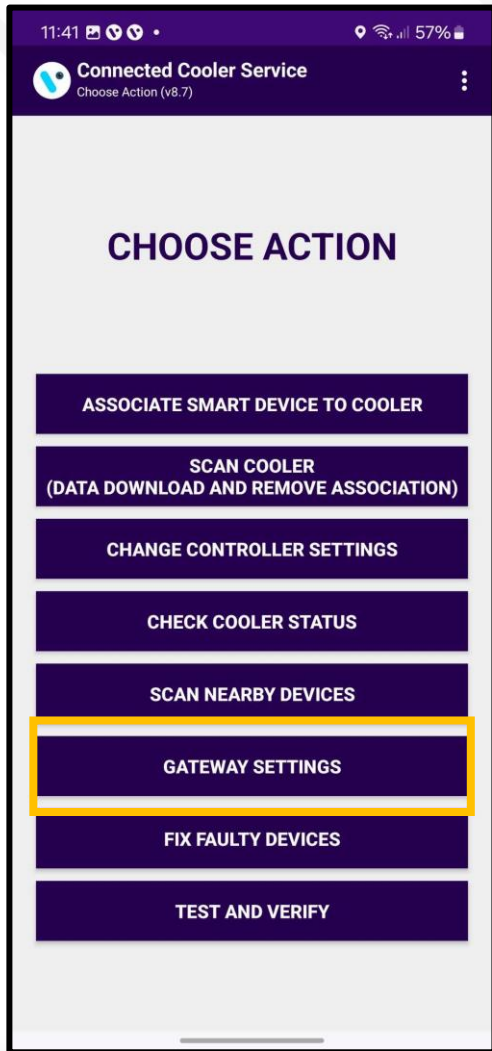 11:41 57%
Connected Cooler Service
Choose Action (v8.7)
CHOOSE ACTION
ASSOCIATE SMART DEVICE TO COOLER
SCAN COOLER
(DATA DOWNLOAD AND REMOVE ASSOCIATION)
CHANGE CONTROLLER SETTINGS
CHECK COOLER STATUS
SCAN NEARBY DEVICES
GATEWAY SETTINGS
FIX FAULTY DEVICES
TEST AND VERIFY